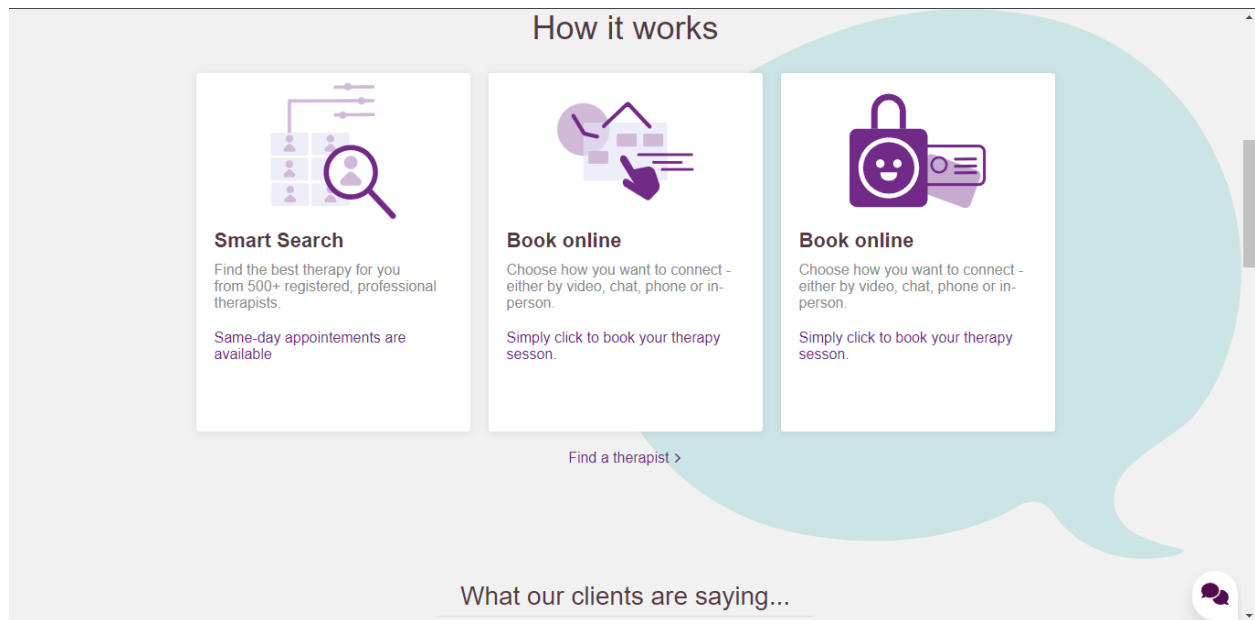 How it works
Smart Search
Find the best therapy for you
from 500+ registered, professional
therapists.
Same-day appointements are
available
Book online
Choose how you want to connect -
either by video, chat, phone or in-
person.
Simply click to book your therapy
sesson.
Book online
Choose how you want to connect -
either by video, chat, phone or in-
person.
Simply click to book your therapy
sesson.
Find a therapist >
What our clients are saying...